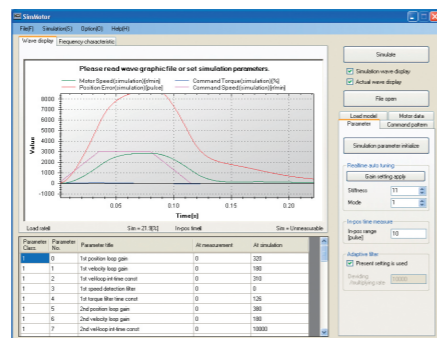 SimMotor
File(F) Simulation(S) Option(O) Help(H)
Wave display Frequency characteristic
Please read wave graphic file or set simulation parameters.
Motor Speed(simulation)[r/min] Command Torque(simulation)[%]
Position Error(simulation)[pulse] Command Speed(simulation)[r/min]
Value
8000
7000
6000
5000
4000
3000
2000
1000
0
-1000
0.05 0.10 0.15 0.20
Time[s]
Load ratell Sim = 21.9[%] In-pos timell Sim = Unmeasurable
Parameter Class. Parameter No. Parameter title At measurement At simulation
1 0 1st position loop gain 0 320
1 1 1st velocity loop gain 0 180
1 2 1st vel-loop int-time const 0 310
1 3 1st speed detection filter 0 0
1 4 1st torque filter time const 0 126
1 5 2nd position loop gain 0 380
1 6 2nd velocity loop gain 0 180
1 7 2nd vel-loop int-time const 0 10000
Simulate
Simulation wave display
Actual wave display
File open
Load model Motor data
Parameter Command pattern
Simulation parameter initialize
Realtime auto tuning
Grain setting apply
Stiffness 11
Mode 1
In-pos time measure
In-pos range [pulse] 10
Adaptive filter
Present setting is used
Dividing multiplying rate 10000